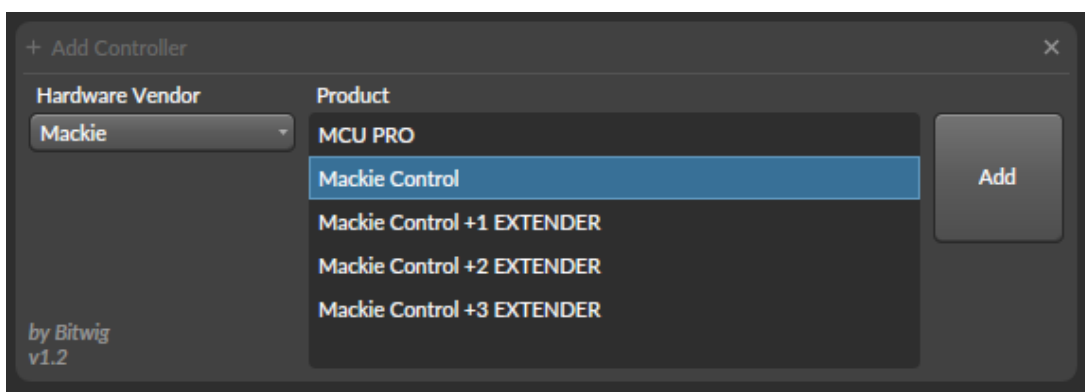 + Add Controller
Hardware Vendor
Product
Mackie
MCU PRO
Mackie Control
Mackie Control +1 EXTENDER
Mackie Control +2 EXTENDER
Mackie Control +3 EXTENDER
Add
by Bitwig
v1.2